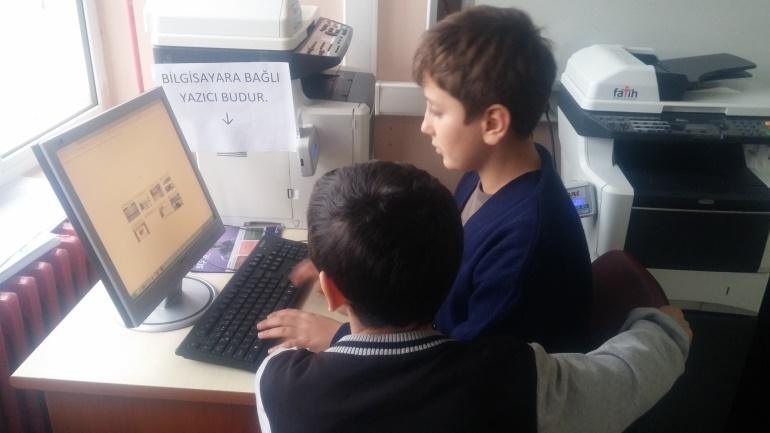 BİLGİSAYARA BAĞLI
YAZICI BUDUR.
↓
fatih